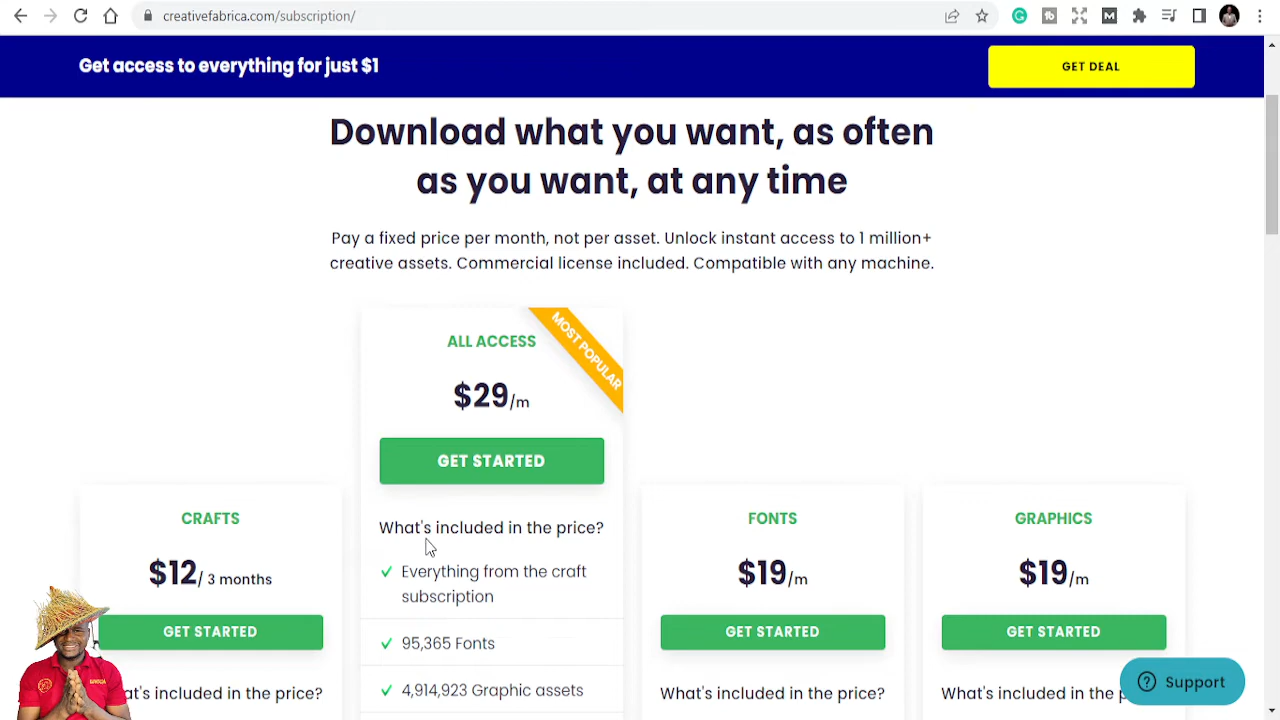 creativefabrica.com/subscription/
Get access to everything for just $1
GET DEAL
Download what you want, as often
as you want, at any time
Pay a fixed price per month, not per asset. Unlock instant access to 1 million+
creative assets. Commercial license included. Compatible with any machine.
MOST POPULAR
ALL ACCESS
$29/m
GET STARTED
What's included in the price?
Everything from the craft
subscription
95,365 Fonts
4,914,923 Graphic assets
CRAFTS
$12/ 3 months
GET STARTED
at's included in the price?
FONTS
$19/m
GET STARTED
What's included in the price?
GRAPHICS
$19/m
GET STARTED
What's included in the p
Support